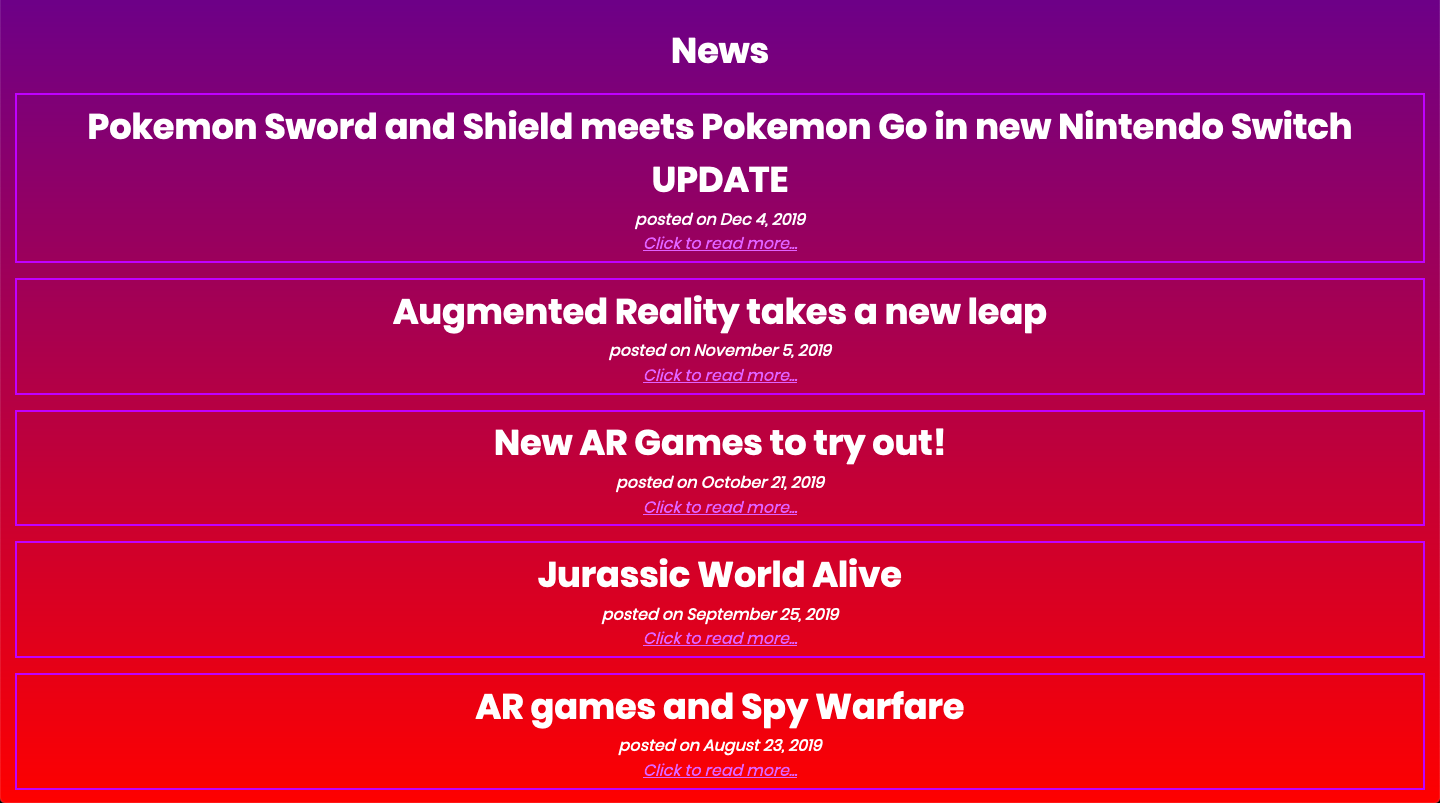 News
Pokemon Sword and Shield meets Pokemon Go in new Nintendo Switch
UPDATE
posted on Dec 4, 2019
Click to read more...
Augmented Reality takes a new leap
posted on November 5, 2019
Click to read more...
New AR Games to try out!
posted on October 21, 2019
Click to read more...
Jurassic World Alive
posted on September 25, 2019
Click to read more...
AR games and Spy Warfare
posted on August 23, 2019
Click to read more...